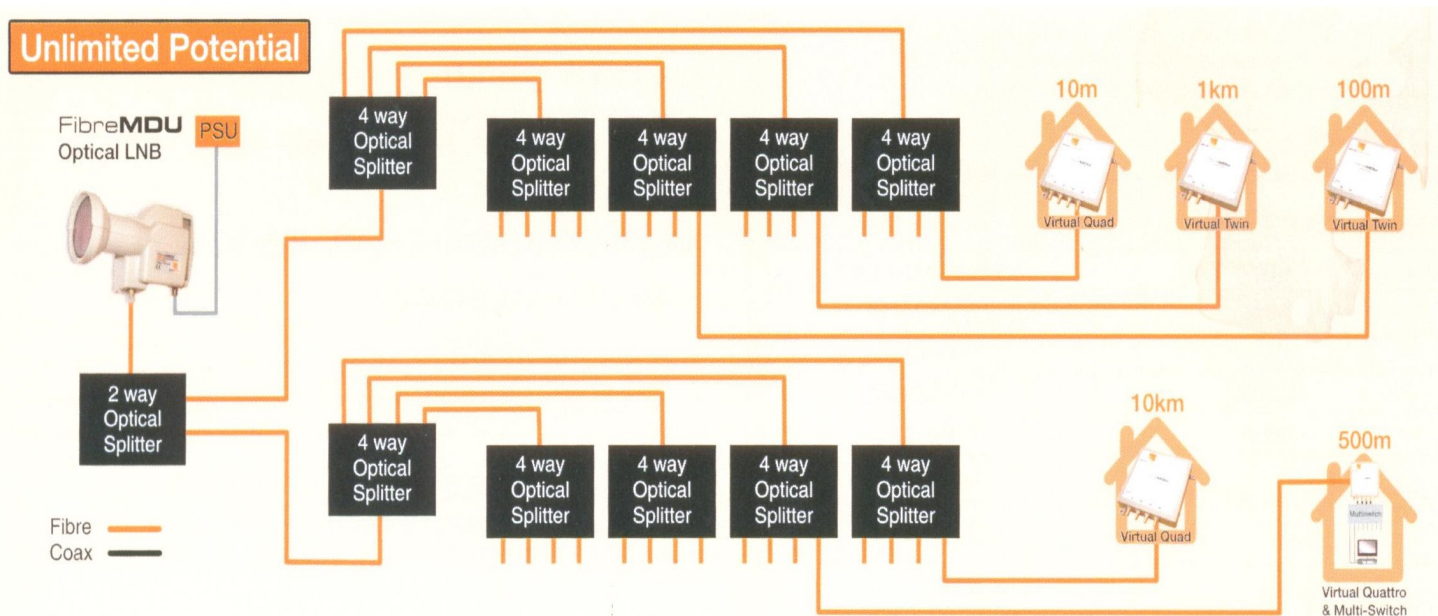 Unlimited Potential
FibreMDU
Optical LNB
PSU
4 way
Optical
Splitter
4 way
Optical
Splitter
4 way
Optical
Splitter
4 way
Optical
Splitter
4 way
Optical
Splitter
10m
Virtual Quad
1km
Virtual Twin
100m
Virtual Twin
2 way
Optical
Splitter
4 way
Optical
Splitter
4 way
Optical
Splitter
4 way
Optical
Splitter
4 way
Optical
Splitter
4 way
Optical
Splitter
10km
Virtual Quad
500m
MultiSwitch
Virtual Quattro
& Multi-Switch
Fibre
Coax